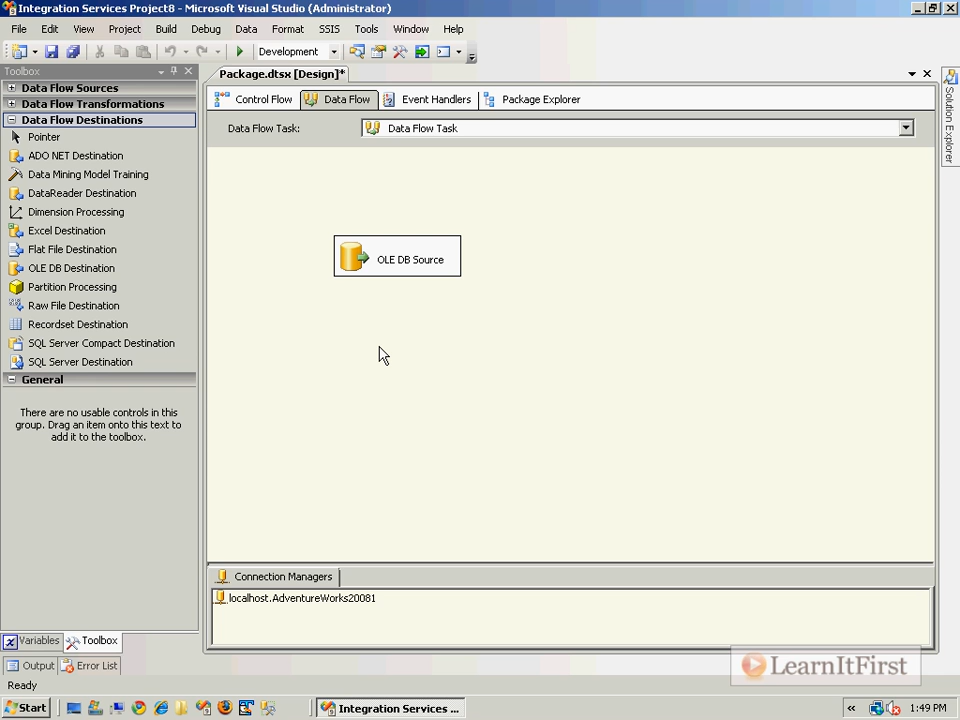 Integration Services Project8 - Microsoft Visual Studio (Administrator)
File Edit View Project Build Debug Data Format SSIS Tools Window Help
Development
Toolbox
Package.dtsx [Design]*
Data Flow Sources
Data Flow Transformations
Data Flow Destinations
Pointer
ADO NET Destination
Data Mining Model Training
DataReader Destination
Dimension Processing
Excel Destination
Flat File Destination
OLE DB Destination
Partition Processing
Raw File Destination
Recordset Destination
SQL Server Compact Destination
SQL Server Destination
General
There are no usable controls in this
group. Drag an item onto this text to
add it to the toolbox.
Control Flow Data Flow Event Handlers Package Explorer
Data Flow Task: Data Flow Task
OLE DB Source
Solution Explorer
Connection Managers
localhost.AdventureWorks20081
Variables Toolbox
Output Error List
Ready
LearnItFirst
Start Integration Services ... « 1:49 PM